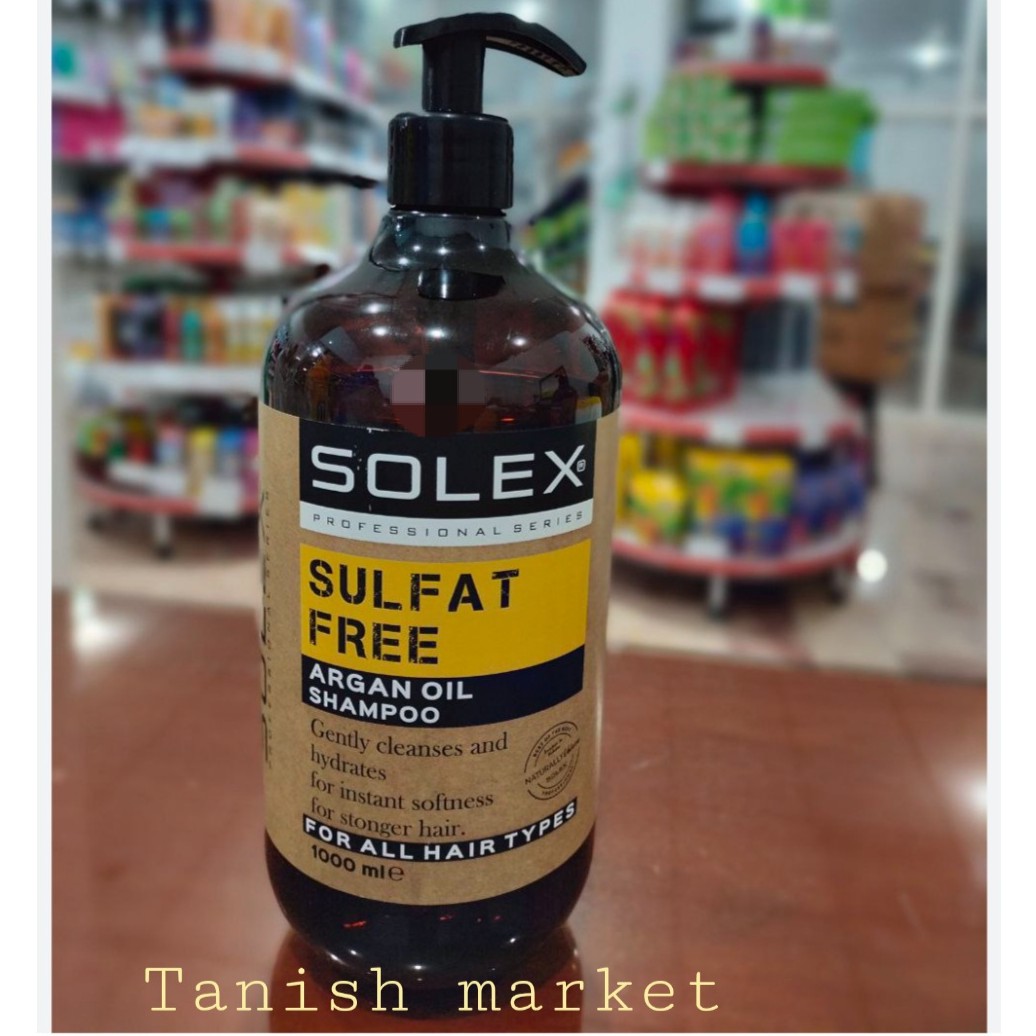 SOLEX®
PROFESSIONAL SERIES
SULFAT
FREE
ARGAN OIL
SHAMPOO
Gently cleanses and
hydrates
for instant softness
for stonger hair.
NATURALLY
FOR ALL HAIR TYPES
1000 ml e
Tanish market